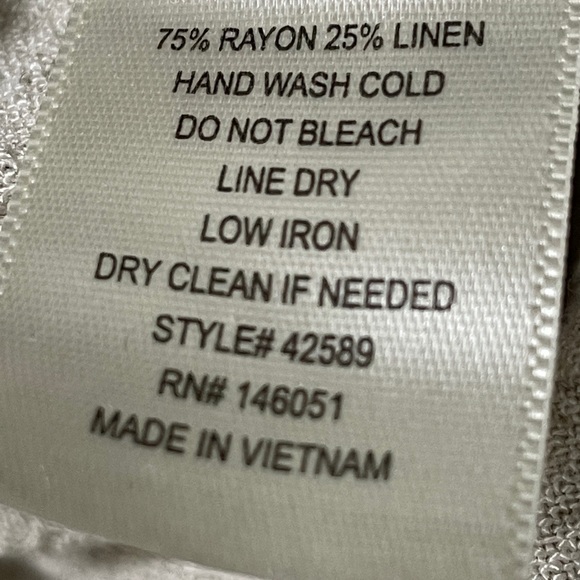 75% RAYON 25% LINEN
HAND WASH COLD
DO NOT BLEACH
LINE DRY
LOW IRON
DRY CLEAN IF NEEDED
STYLE# 42589
RN# 146051
MADE IN VIETNAM